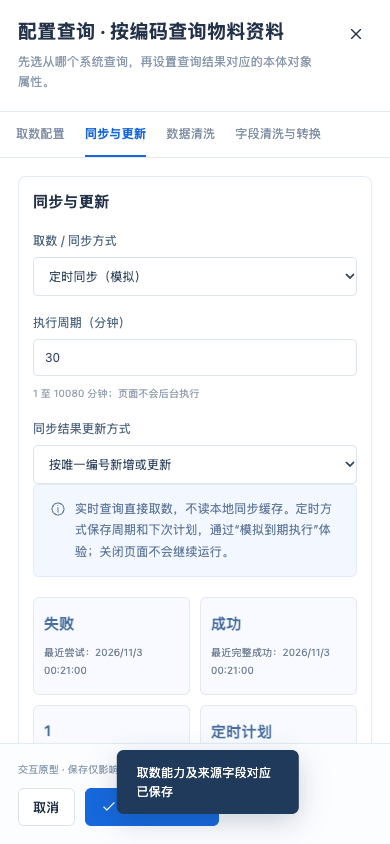 配置查询 · 按编码查询物料资料
先选从哪个系统查询，再设置查询结果对应的本体对象
属性。
取数配置 同步与更新 数据清洗 字段清洗与转换
同步与更新
取数 / 同步方式
定时同步（模拟）
执行周期（分钟）
30
1 至 10080 分钟；页面不会后台执行
同步结果更新方式
按唯一编号新增或更新
实时查询直接取数，不读本地同步缓存。定时方
式保存周期和下次计划，通过“模拟到期执行”体
验；关闭页面不会继续运行。
失败
最近尝试：2026/11/3
00:21:00
成功
最近完整成功：2026/11/3
00:21:00
1
定时计划
交互原型 · 保存仅影响
取数能力及来源字段对应
已保存
取消